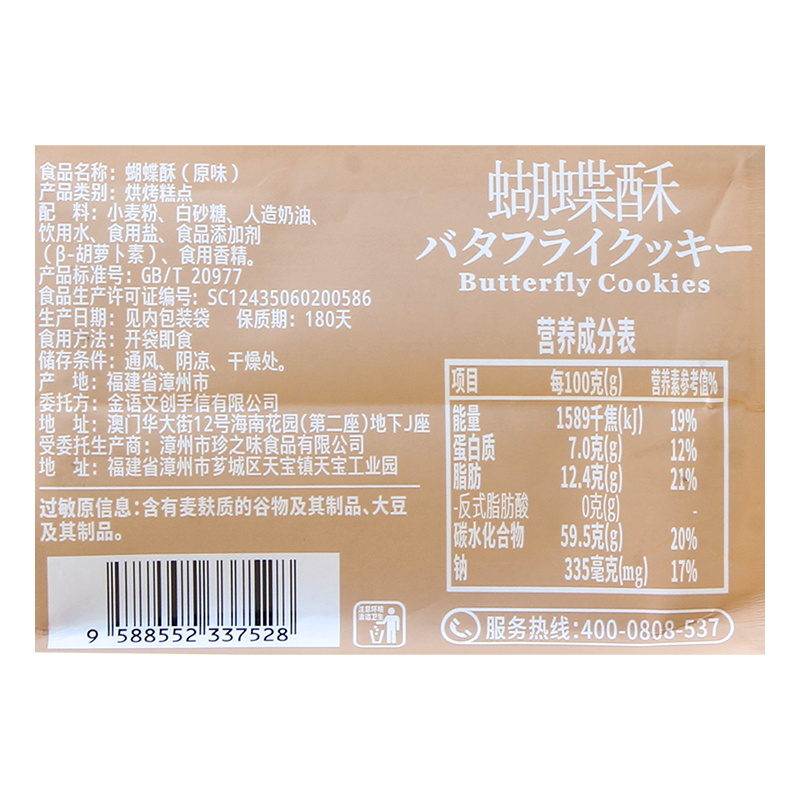 食品名称：蝴蝶酥（原味）
产品类别：烘烤糕点
配　料：小麦粉、白砂糖、人造奶油、
饮用水、食用盐、食品添加剂
（β-胡萝卜素）、食用香精。
产品标准号：GB/T 20977
食品生产许可证编号：SC12435060200586
生产日期：见内包装袋　保质期：180天
食用方法：开袋即食
储存条件：通风、阴凉、干燥处。
产　地：福建省漳州市
委托方：金语文创手信有限公司
地　址：澳门华大街12号海南花园（第二座）地下J座
受委托生产商：漳州市珍之味食品有限公司
地　址：福建省漳州市芗城区天宝镇天宝工业园
过敏原信息：含有麦麸质的谷物及其制品、大豆
及其制品。
9 588552 337528
注意环境
清洁卫生
蝴蝶酥
バタフライクッキー
Butterfly Cookies
营养成分表
项目 每100克(g) 营养素参考值%
能量 1589千焦(kJ) 19%
蛋白质 7.0克(g) 12%
脂肪 12.4克(g) 21%
-反式脂肪酸 0克(g) -
碳水化合物 59.5克(g) 20%
钠 335毫克(mg) 17%
服务热线：400-0808-537